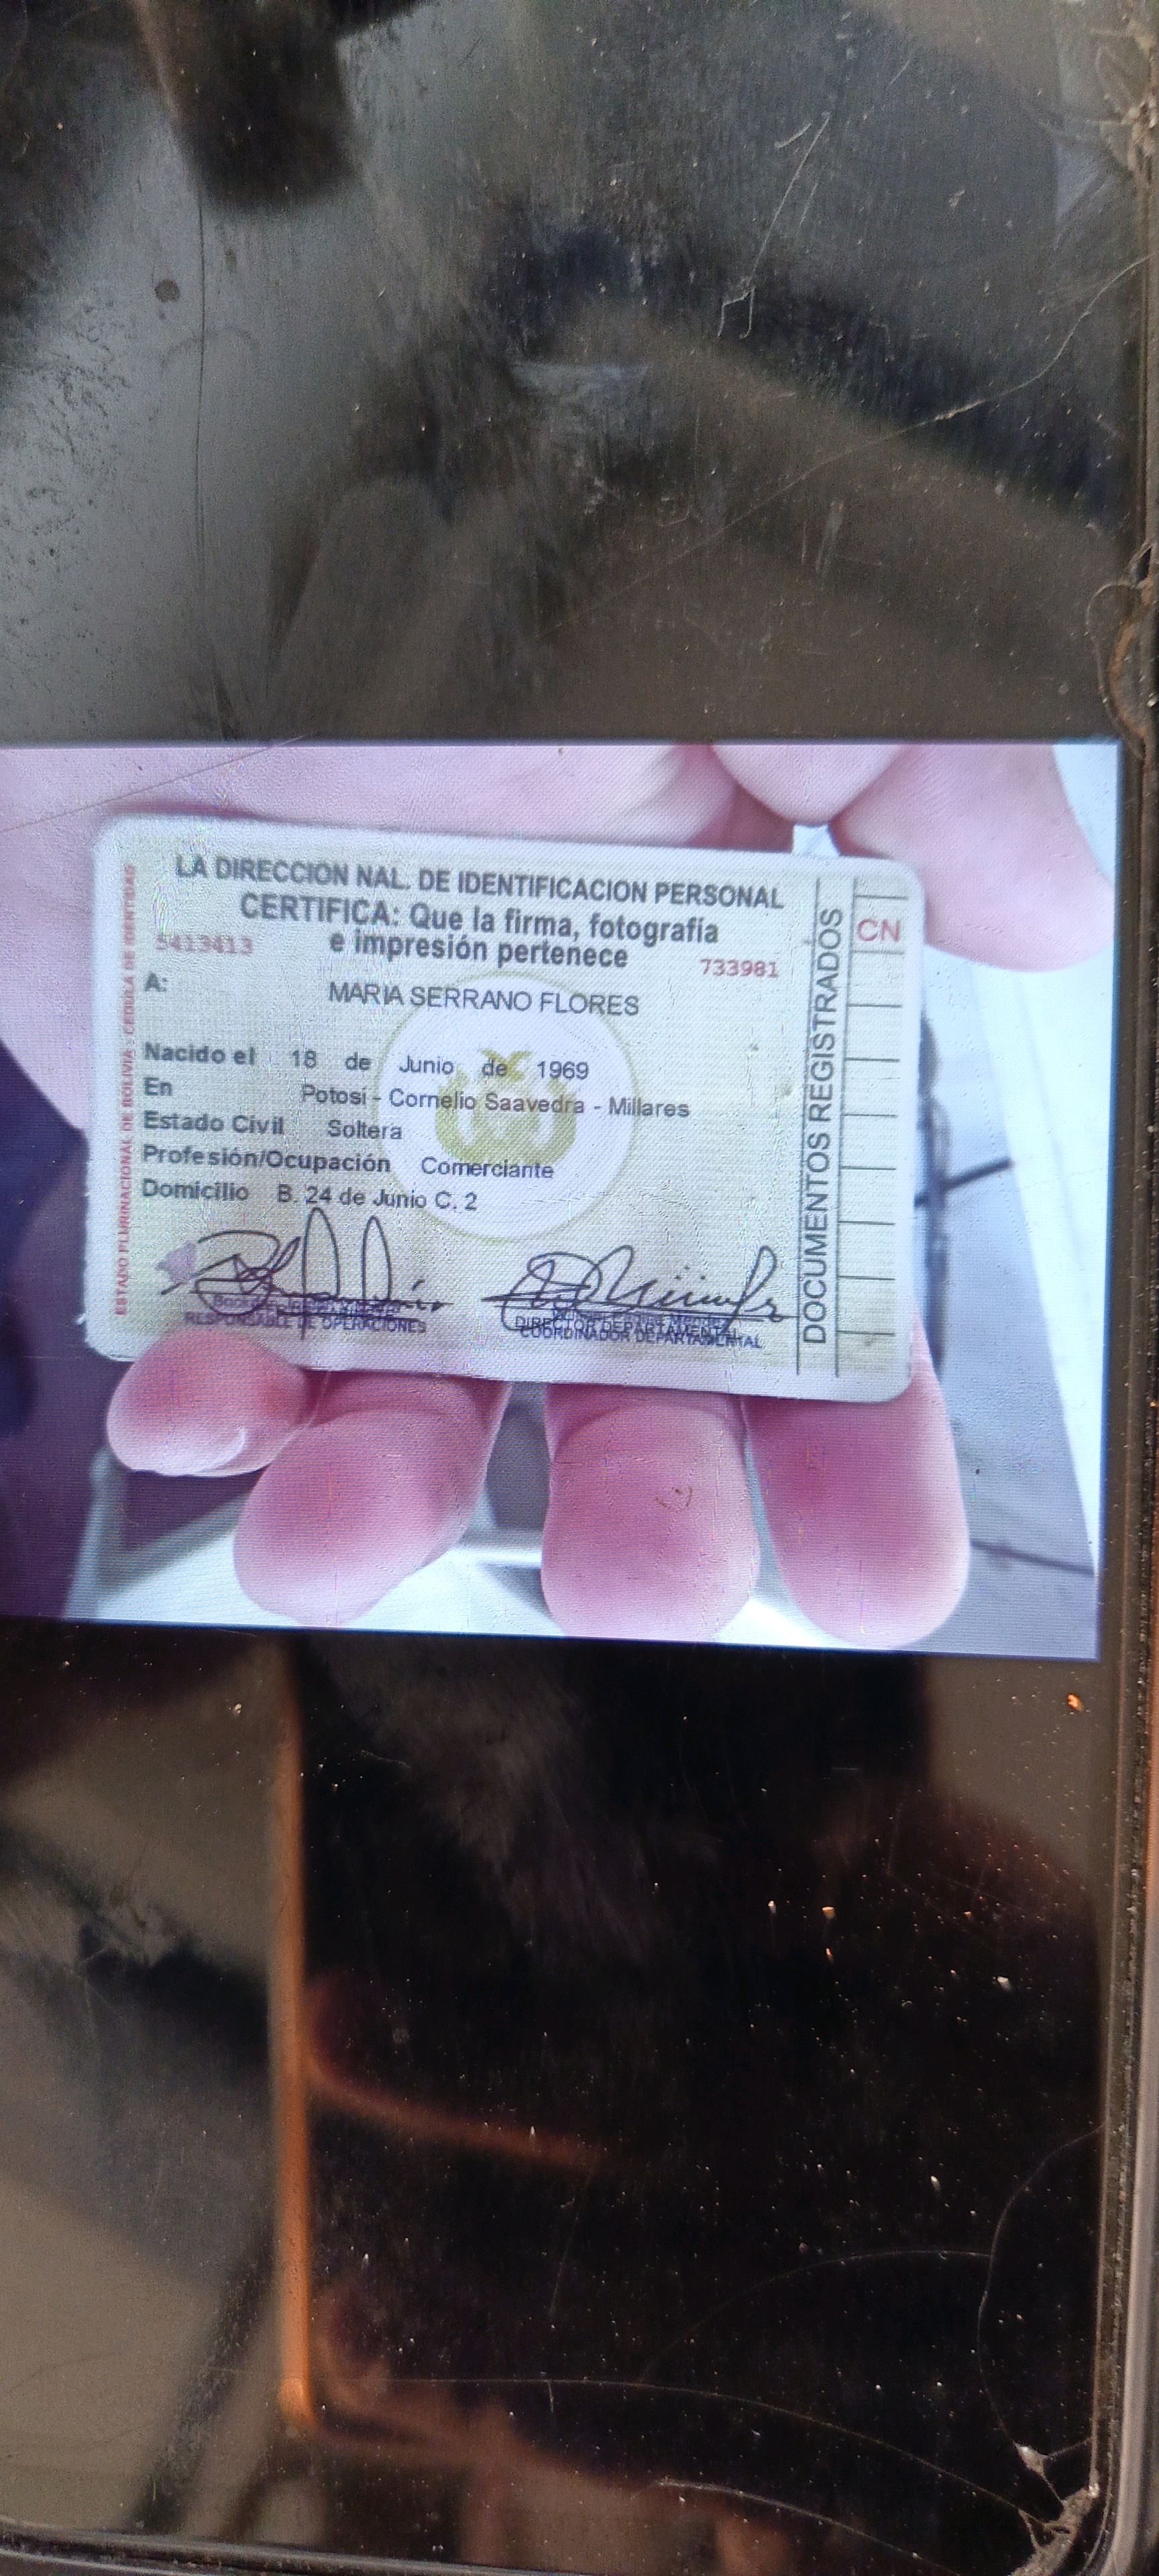 LA DIRECCION NAL. DE IDENTIFICACION PERSONAL
CERTIFICA: Que la firma, fotografía
e impresión pertenece
5413413
733981
A: MARIA SERRANO FLORES
Nacido el 18 de Junio de 1969
En Potosí - Cornelio Saavedra - Millares
Estado Civil Soltera
Profesión/Ocupación Comerciante
Domicilio B. 24 de Junio C. 2
RESPONSABLE DE OPERACIONES
DIRECTOR DEPARTAMENTAL
COORDINADOR DEPARTAMENTAL
ESTADO PLURINACIONAL DE BOLIVIA - CEDULA DE IDENTIDAD
DOCUMENTOS REGISTRADOS
CN